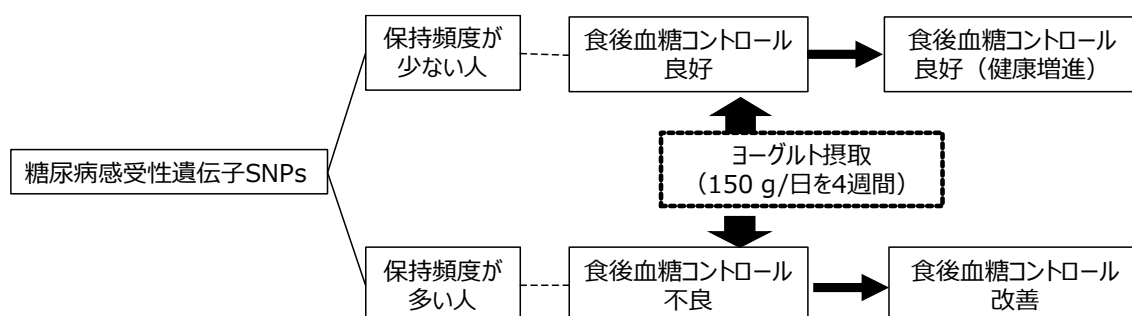 保持頻度が
少ない人
食後血糖コントロール
良好
食後血糖コントロール
良好（健康増進）
糖尿病感受性遺伝子SNPs
ヨーグルト摂取
（150 g/日を4週間）
保持頻度が
多い人
食後血糖コントロール
不良
食後血糖コントロール
改善